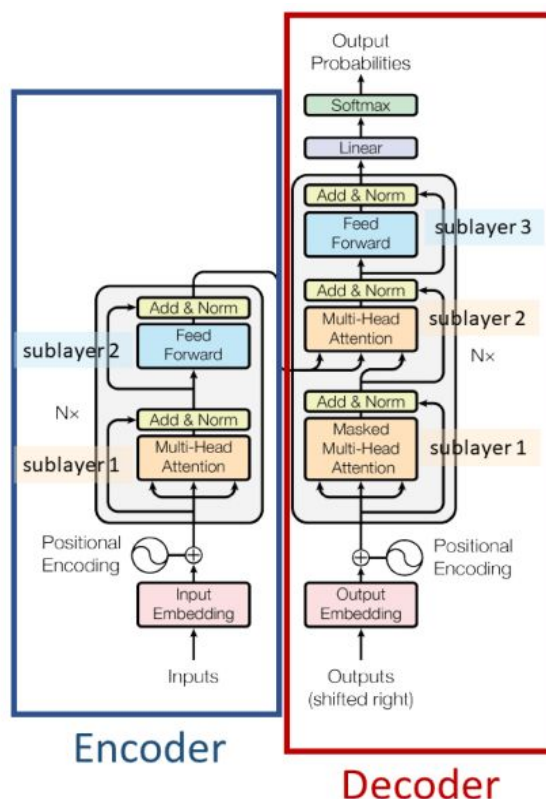 Output
Probabilities
Softmax
Linear
Add & Norm
Feed
Forward
sublayer 3
Add & Norm
Multi-Head
Attention
sublayer 2
N×
Add & Norm
Masked
Multi-Head
Attention
sublayer 1
Positional
Encoding
Output
Embedding
Outputs
(shifted right)
Decoder
Add & Norm
Feed
Forward
sublayer 2
N×
Add & Norm
Multi-Head
Attention
sublayer 1
Positional
Encoding
Input
Embedding
Inputs
Encoder